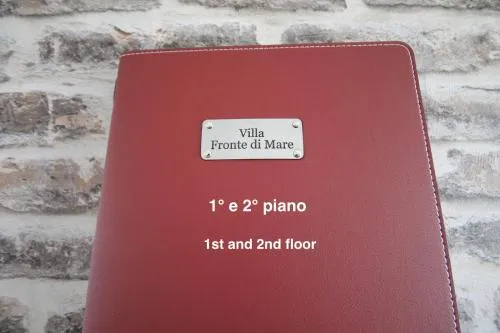 Villa
Fronte di Mare
1° e 2° piano
1st and 2nd floor